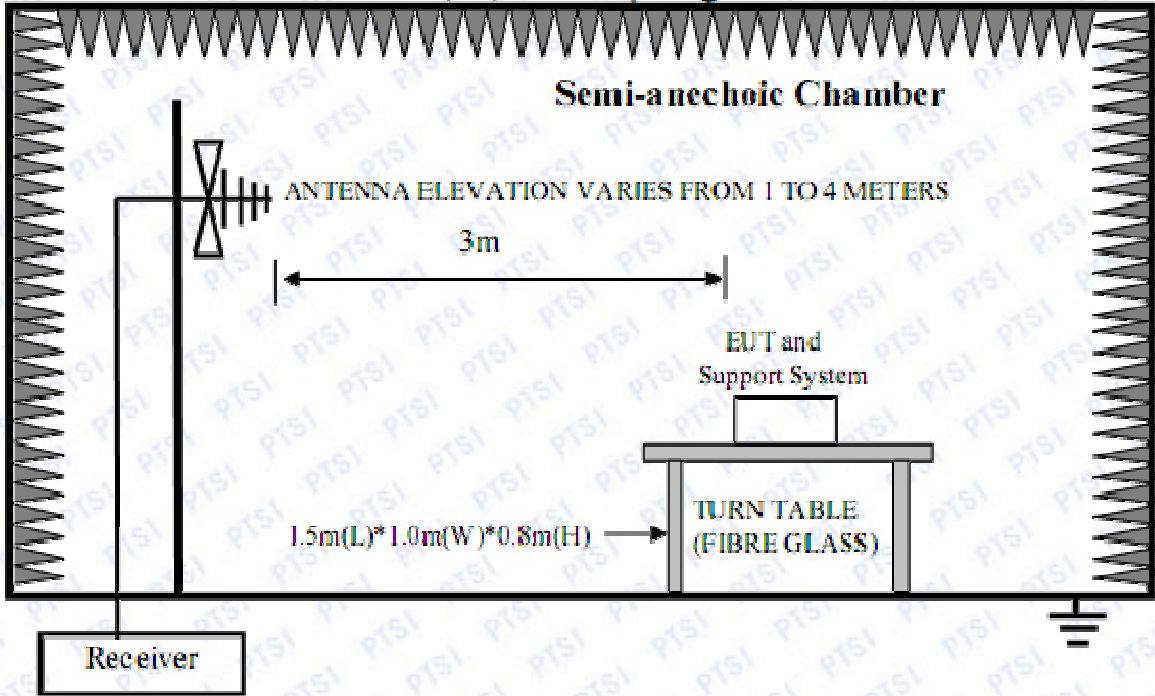 Semi-anechoic Chamber
ANTENNA ELEVATION VARIES FROM 1 TO 4 METERS
3m
EUT and
Support System
1.5m(L)*1.0m(W)*0.8m(H)
TURN TABLE
(FIBRE GLASS)
Receiver
PTSI